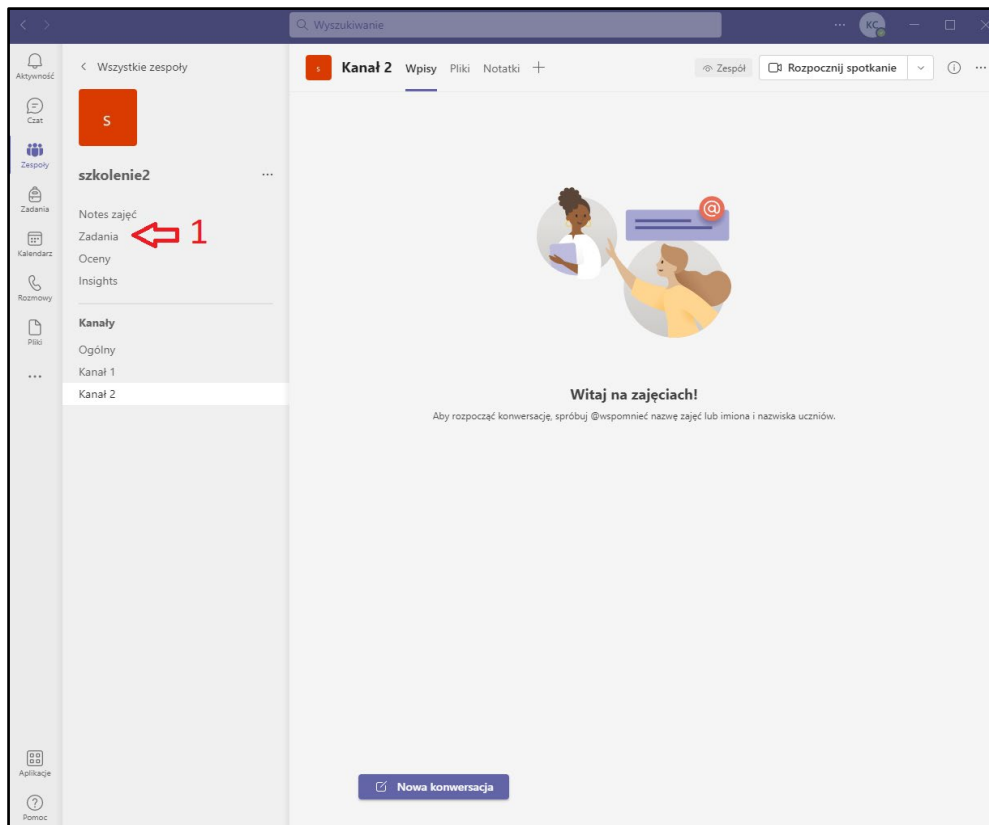 Wyszukiwanie
KC
Aktywność
Czat
Zespoły
Zadania
Kalendarz
Rozmowy
Pliki
Aplikacje
Pomoc
Wszystkie zespoły
S
szkolenie2
Notes zajęć
Zadania 1
Oceny
Insights
Kanały
Ogólny
Kanał 1
Kanał 2
s Kanał 2 Wpisy Pliki Notatki Zespół Rozpocznij spotkanie
@
Witaj na zajęciach!
Aby rozpocząć konwersację, spróbuj @wspomnieć nazwę zajęć lub imiona i nazwiska uczniów.
Nowa konwersacja